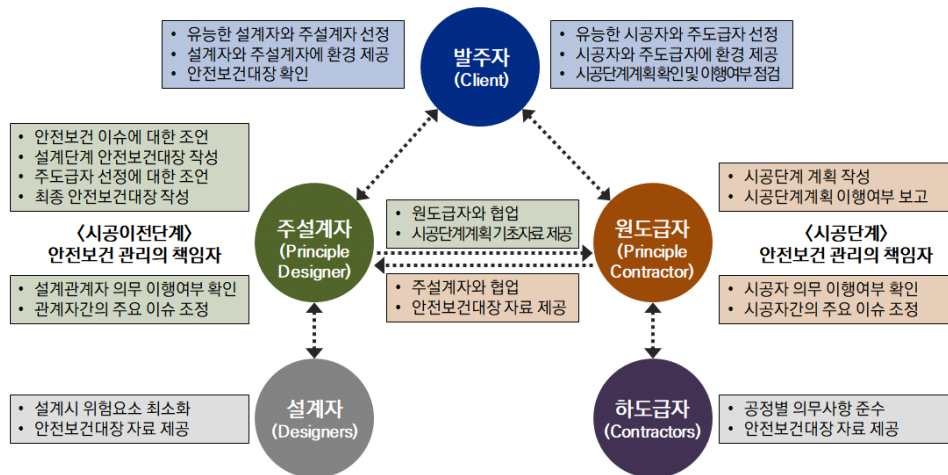 • 유능한 설계자와 주설계자 선정
• 설계자와 주설계자에 환경 제공
• 안전보건대장 확인
발주자
(Client)
• 유능한 시공자와 주도급자 선정
• 시공자와 주도급자에 환경 제공
• 시공단계계획 확인 및 이행여부 점검
• 안전보건 이슈에 대한 조언
• 설계단계 안전보건대장 작성
• 주도급자 선정에 대한 조언
• 최종 안전보건대장 작성
〈시공이전단계〉
안전보건 관리의 책임자
• 설계관계자 의무 이행여부 확인
• 관계자간의 주요 이슈 조정
주설계자
(Principle
Designer)
• 원도급자와 협업
• 시공단계계획 기초자료 제공
• 주설계자와 협업
• 안전보건대장 자료 제공
원도급자
(Principle
Contractor)
• 시공단계 계획 작성
• 시공단계계획 이행여부 보고
〈시공단계〉
안전보건 관리의 책임자
• 시공자 의무 이행여부 확인
• 시공자간의 주요 이슈 조정
• 설계시 위험요소 최소화
• 안전보건대장 자료 제공
설계자
(Designers)
하도급자
(Contractors)
• 공정별 의무사항 준수
• 안전보건대장 자료 제공